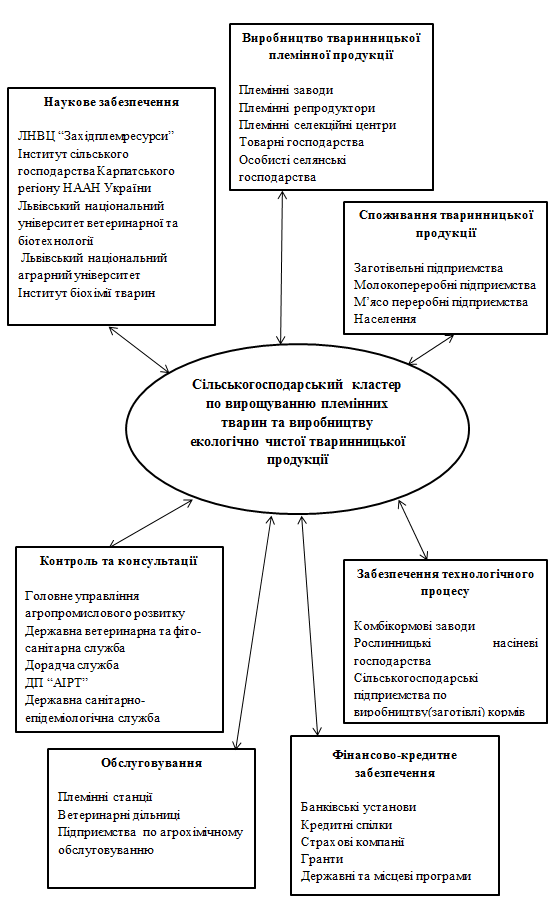 Виробництво тваринницької
племінної продукції
Племінні заводи
Племінні репродуктори
Племінні селекційні центри
Товарні господарства
Особисті селянські
господарства
Наукове забезпечення
ЛНВЦ “Західплемресурси”
Інститут сільського
господарства Карпатського
регіону НААН України
Львівський національний
університет ветеринарної та
біотехнології
Львівський національний
аграрний університет
Інститут біохімії тварин
Споживання тваринницької
продукції
Заготівельні підприємства
Молокопереробні підприємства
М’ясо переробні підприємства
Населення
Сільськогосподарський кластер
по вирощуванню племінних
тварин та виробництву
екологічно чистої тваринницької
продукції
Контроль та консультації
Головне управління
агропромислового розвитку
Державна ветеринарна та фіто-
санітарна служба
Дорадча служба
ДП “АІРТ”
Державна санітарно-
епідеміологічна служба
Забезпечення технологічного
процесу
Комбікормові заводи
Рослинницькі насіневі
господарства
Сільськогосподарські
підприємства по
виробництву(заготівлі) кормів
Обслуговування
Племінні станції
Ветеринарні дільниці
Підприємства по агрохімічному
обслуговуванню
Фінансово-кредитне
забезпечення
Банківські установи
Кредитні спілки
Страхові компанії
Гранти
Державні та місцеві програми